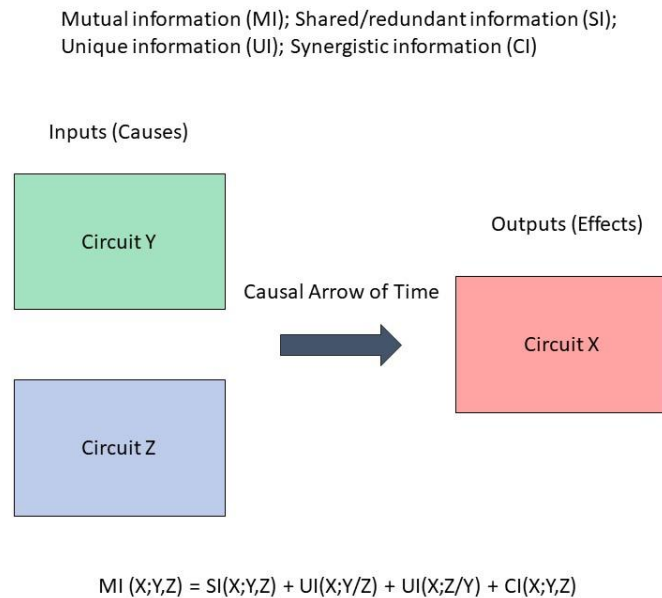 Mutual information (MI); Shared/redundant information (SI);
Unique information (UI); Synergistic information (CI)
Inputs (Causes)
Circuit Y
Outputs (Effects)
Causal Arrow of Time
Circuit X
Circuit Z
MI (X;Y,Z) = SI(X;Y,Z) + UI(X;Y/Z) + UI(X;Z/Y) + CI(X;Y,Z)